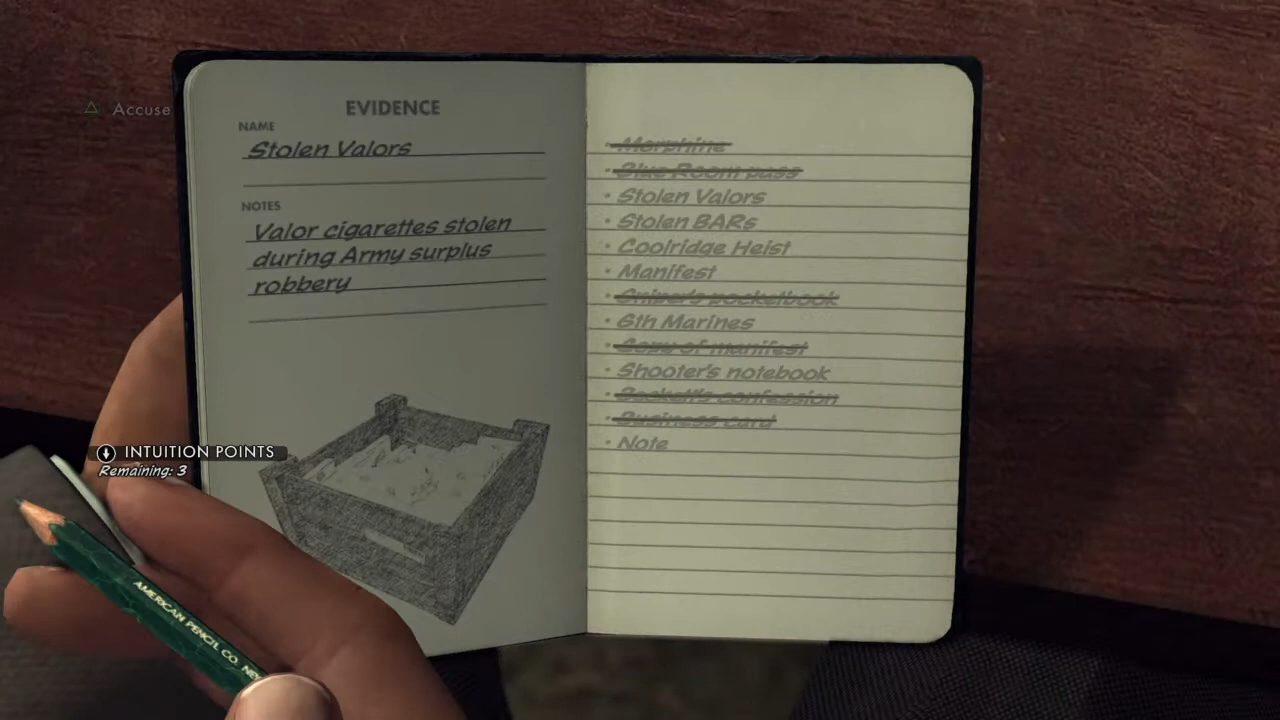 △ Accuse
EVIDENCE
NAME
Stolen Valors
NOTES
Valor cigarettes stolen
during Army surplus
robbery
• Morphine
• Blue Room pass
• Stolen Valors
• Stolen BARs
• Coolridge Heist
• Manifest
• Sniper's pocketbook
• 6th Marines
• Copy of manifest
• Shooter's notebook
• Beckett's confession
• Business card
• Note
INTUITION POINTS
Remaining: 3
AMERICAN PENCIL CO.